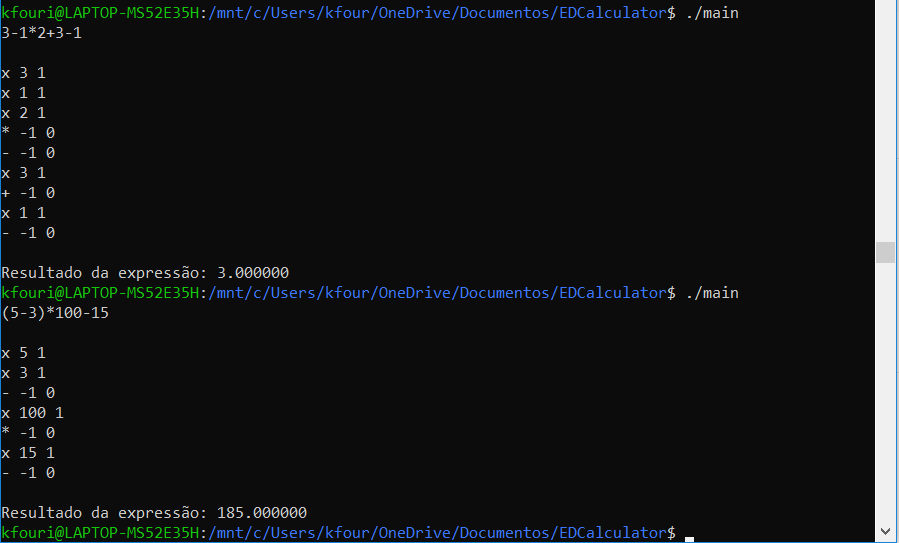 kfouri@LAPTOP-MS52E35H:/mnt/c/Users/kfour/OneDrive/Documentos/EDCalculator$ ./main
3-1*2+3-1
x 3 1
x 1 1
x 2 1
* -1 0
- -1 0
x 3 1
+ -1 0
x 1 1
- -1 0
Resultado da expressão: 3.000000
kfouri@LAPTOP-MS52E35H:/mnt/c/Users/kfour/OneDrive/Documentos/EDCalculator$ ./main
(5-3)*100-15
x 5 1
x 3 1
- -1 0
x 100 1
* -1 0
x 15 1
- -1 0
Resultado da expressão: 185.000000
kfouri@LAPTOP-MS52E35H:/mnt/c/Users/kfour/OneDrive/Documentos/EDCalculator$